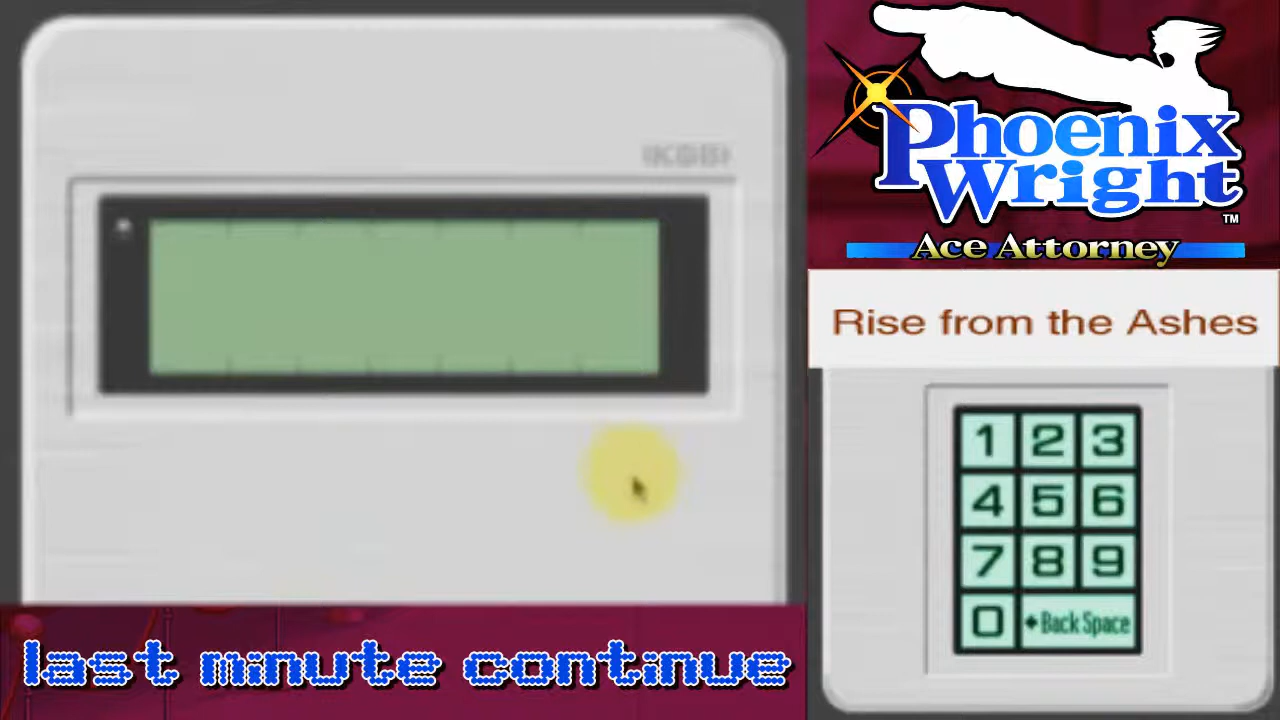 Phoenix
Wright
TM
Ace Attorney
Rise from the Ashes
1 2 3
4 5 6
7 8 9
0 Back Space
last minute continue